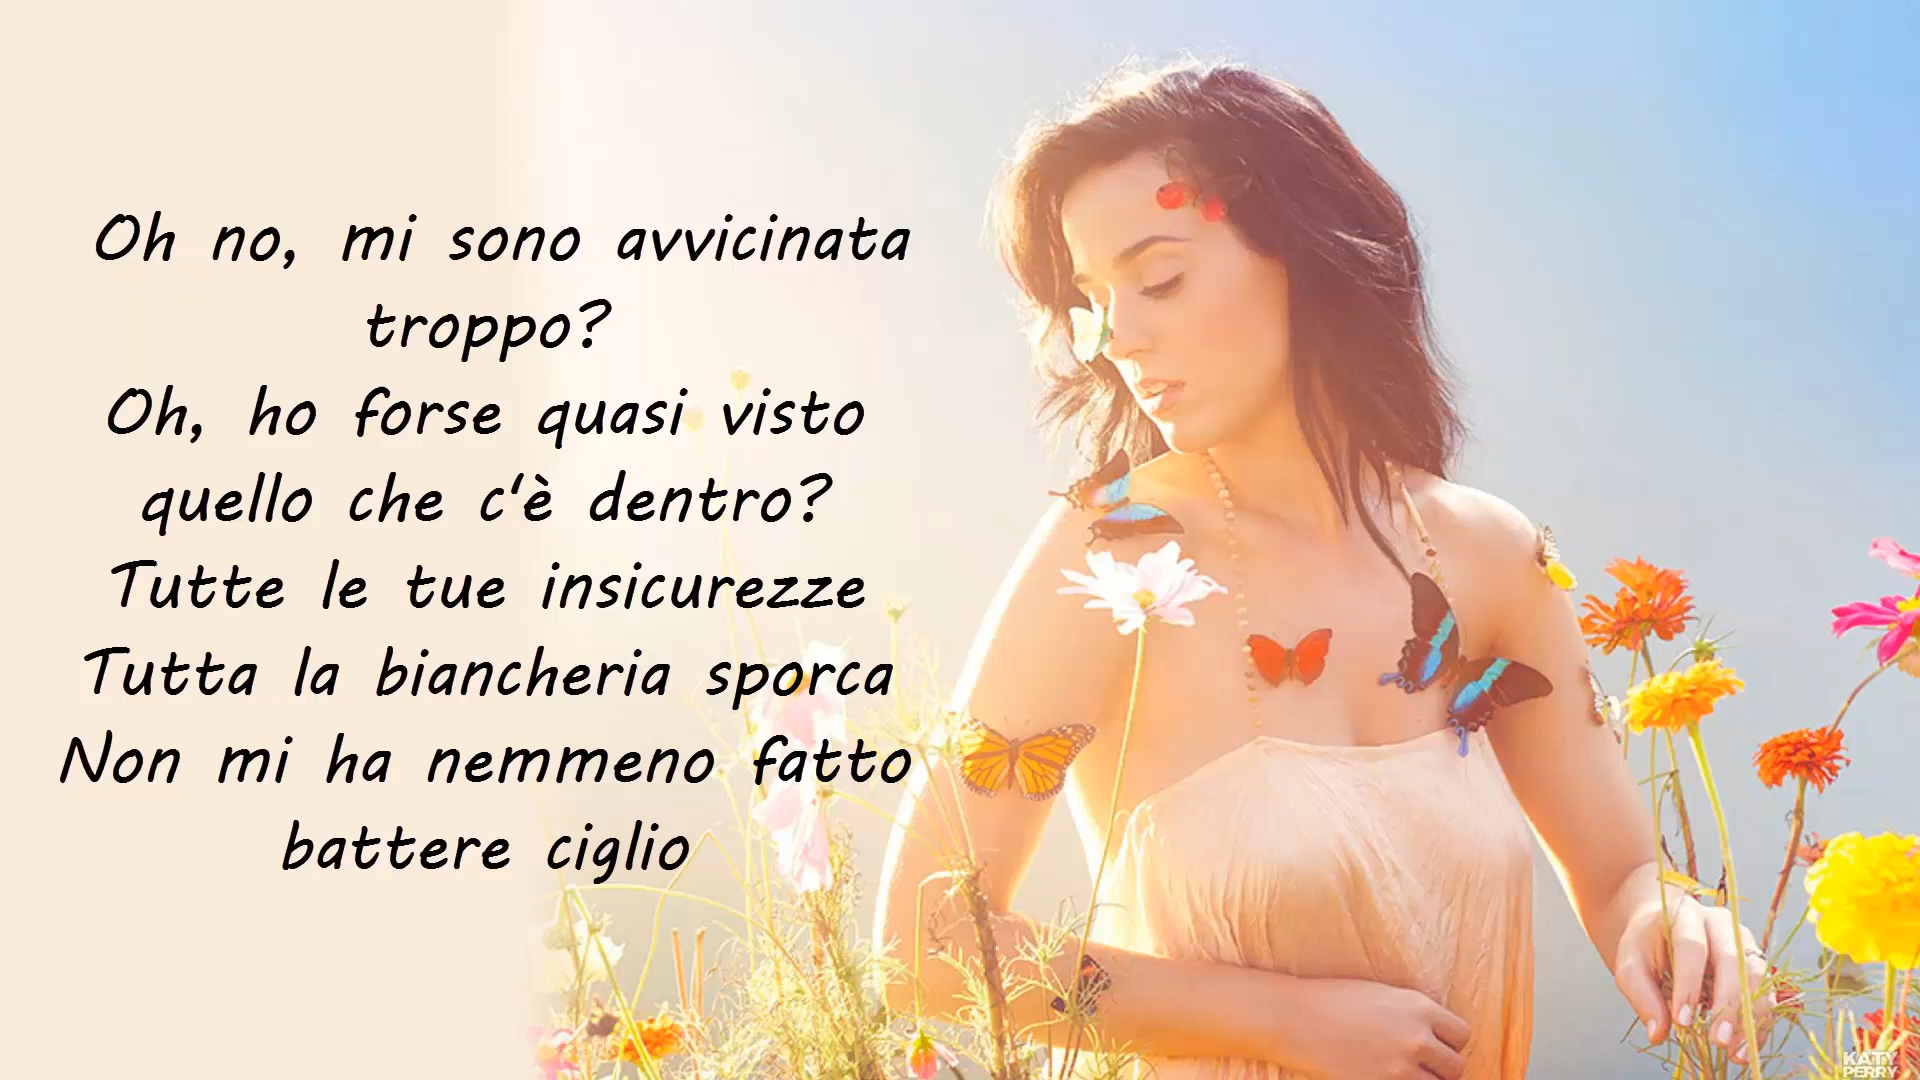 Oh no, mi sono avvicinata
troppo?
Oh, ho forse quasi visto
quello che c'è dentro?
Tutte le tue insicurezze
Tutta la biancheria sporca
Non mi ha nemmeno fatto
battere ciglio
KATY
PERRY